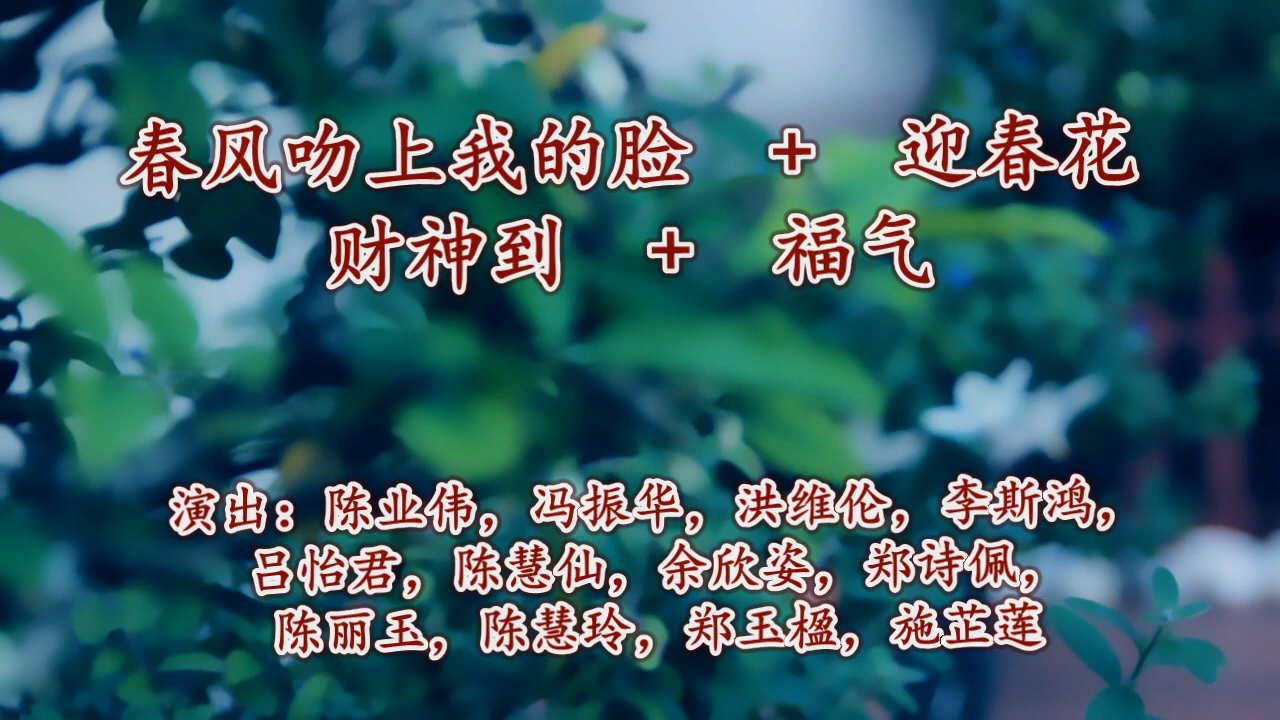 春风吻上我的脸 + 迎春花
财神到 + 福气
演出：陈业伟，冯振华，洪维伦，李斯鸿，
吕怡君，陈慧仙，余欣姿，郑诗佩，
陈丽玉，陈慧玲，郑玉楹，施芷莲